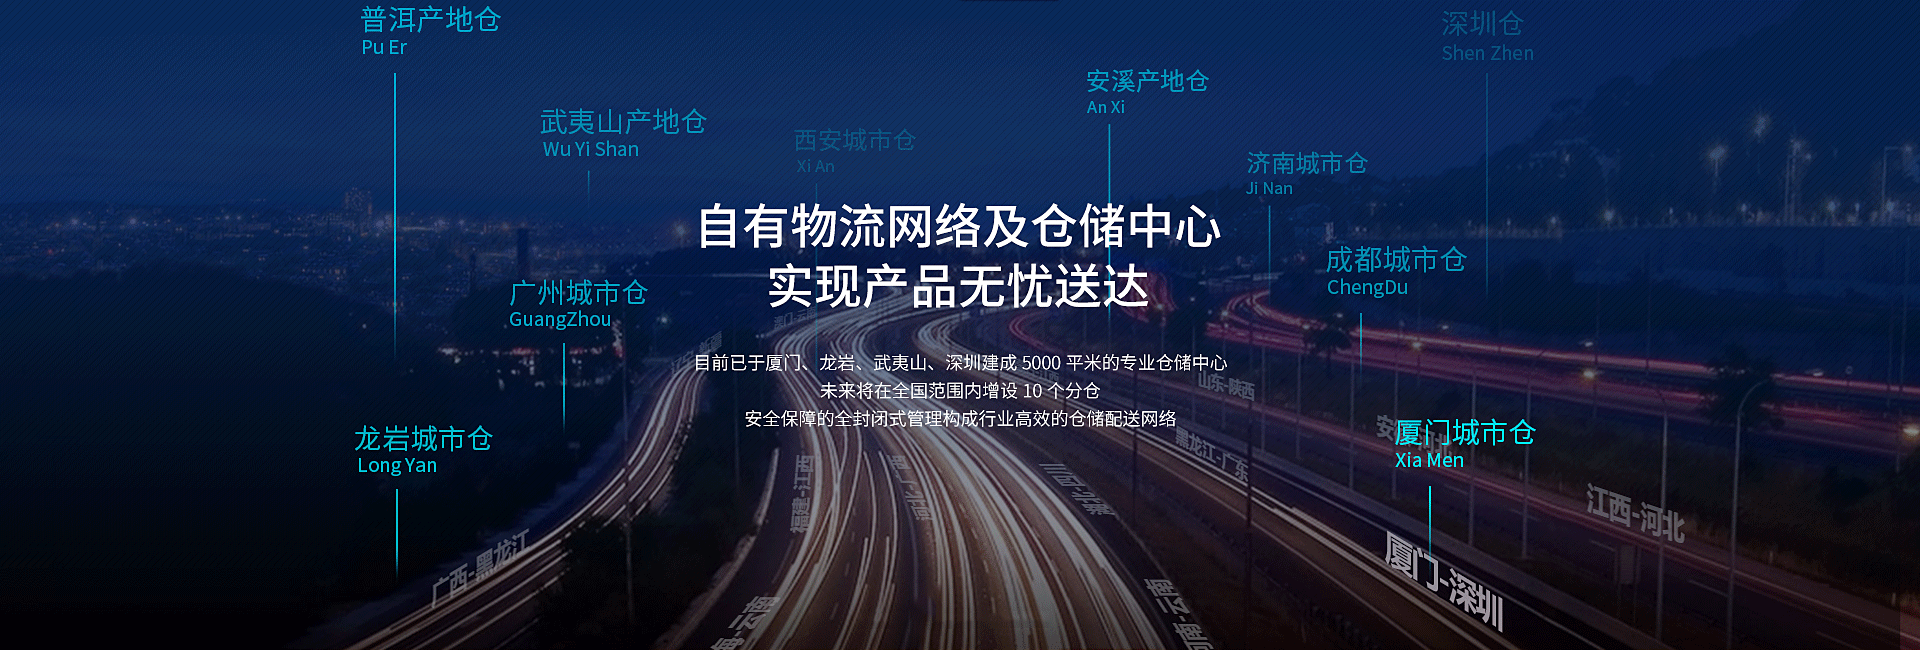 普洱产地仓
Pu Er
深圳仓
Shen Zhen
安溪产地仓
An Xi
武夷山产地仓
Wu Yi Shan
西安城市仓
Xi An
济南城市仓
Ji Nan
自有物流网络及仓储中心
实现产品无忧送达
成都城市仓
ChengDu
广州城市仓
GuangZhou
目前已于厦门、龙岩、武夷山、深圳建成 5000 平米的专业仓储中心
未来将在全国范围内增设 10 个分仓
安全保障的全封闭式管理构成行业高效的仓储配送网络
山东-陕西
龙岩城市仓
Long Yan
厦门城市仓
Xia Men
黑龙江-广东
福建-江西
江西-河北
广西-黑龙江
厦门-深圳